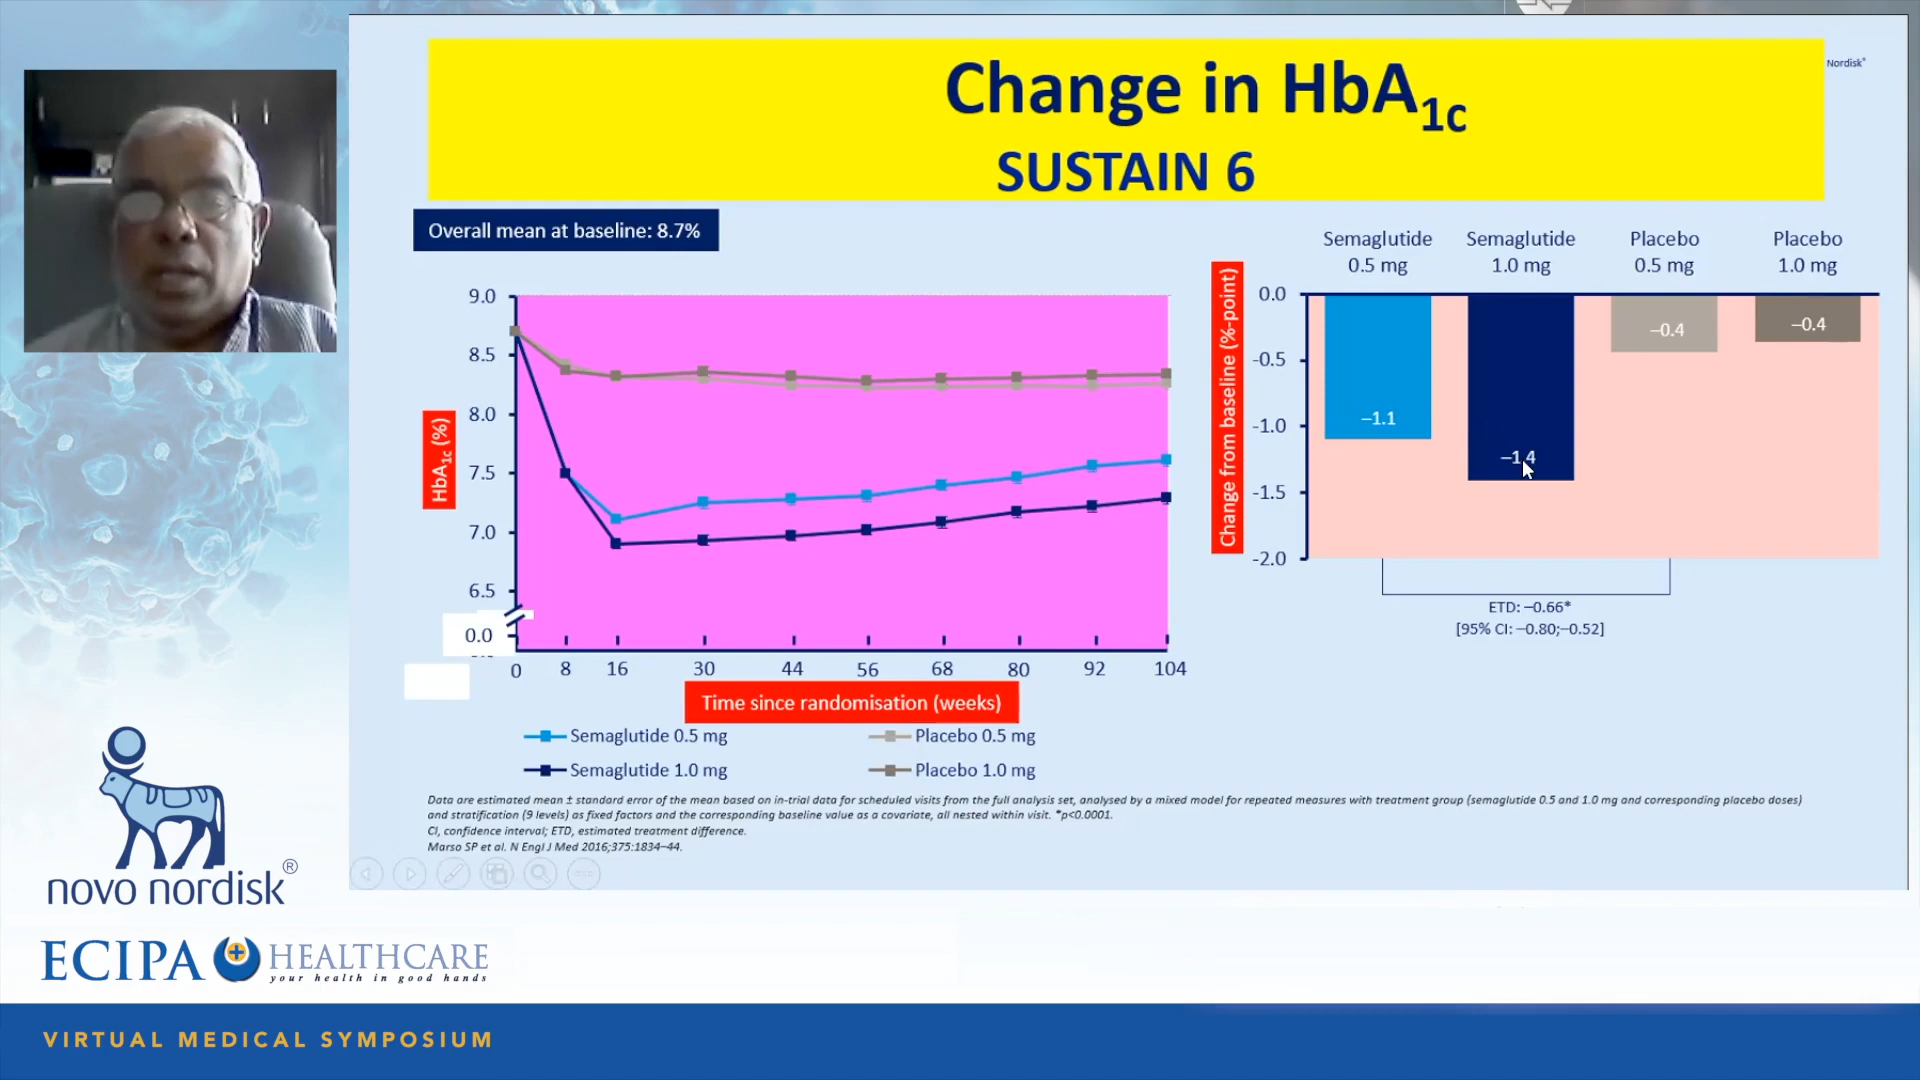 Change in HbA1c
SUSTAIN 6
Nordisk®
Overall mean at baseline: 8.7%
HbA1c (%)
9.0
8.5
8.0
7.5
7.0
6.5
0.0
0 8 16 30 44 56 68 80 92 104
Time since randomisation (weeks)
Semaglutide 0.5 mg
Placebo 0.5 mg
Semaglutide 1.0 mg
Placebo 1.0 mg
Semaglutide 0.5 mg
Semaglutide 1.0 mg
Placebo 0.5 mg
Placebo 1.0 mg
Change from baseline (%-point)
0.0
-0.5
-1.0
-1.5
-2.0
–1.1
–1.4
–0.4
–0.4
ETD: –0.66*
[95% CI: –0.80;–0.52]
Data are estimated mean ± standard error of the mean based on in-trial data for scheduled visits from the full analysis set, analysed by a mixed model for repeated measures with treatment group (semaglutide 0.5 and 1.0 mg and corresponding placebo doses)
and stratification (9 levels) as fixed factors and the corresponding baseline value as a covariate, all nested within visit. *p<0.0001.
CI, confidence interval; ETD, estimated treatment difference.
Marso SP et al. N Engl J Med 2016;375:1834–44.
novo nordisk®
ECIPA HEALTHCARE
your health in good hands
VIRTUAL MEDICAL SYMPOSIUM